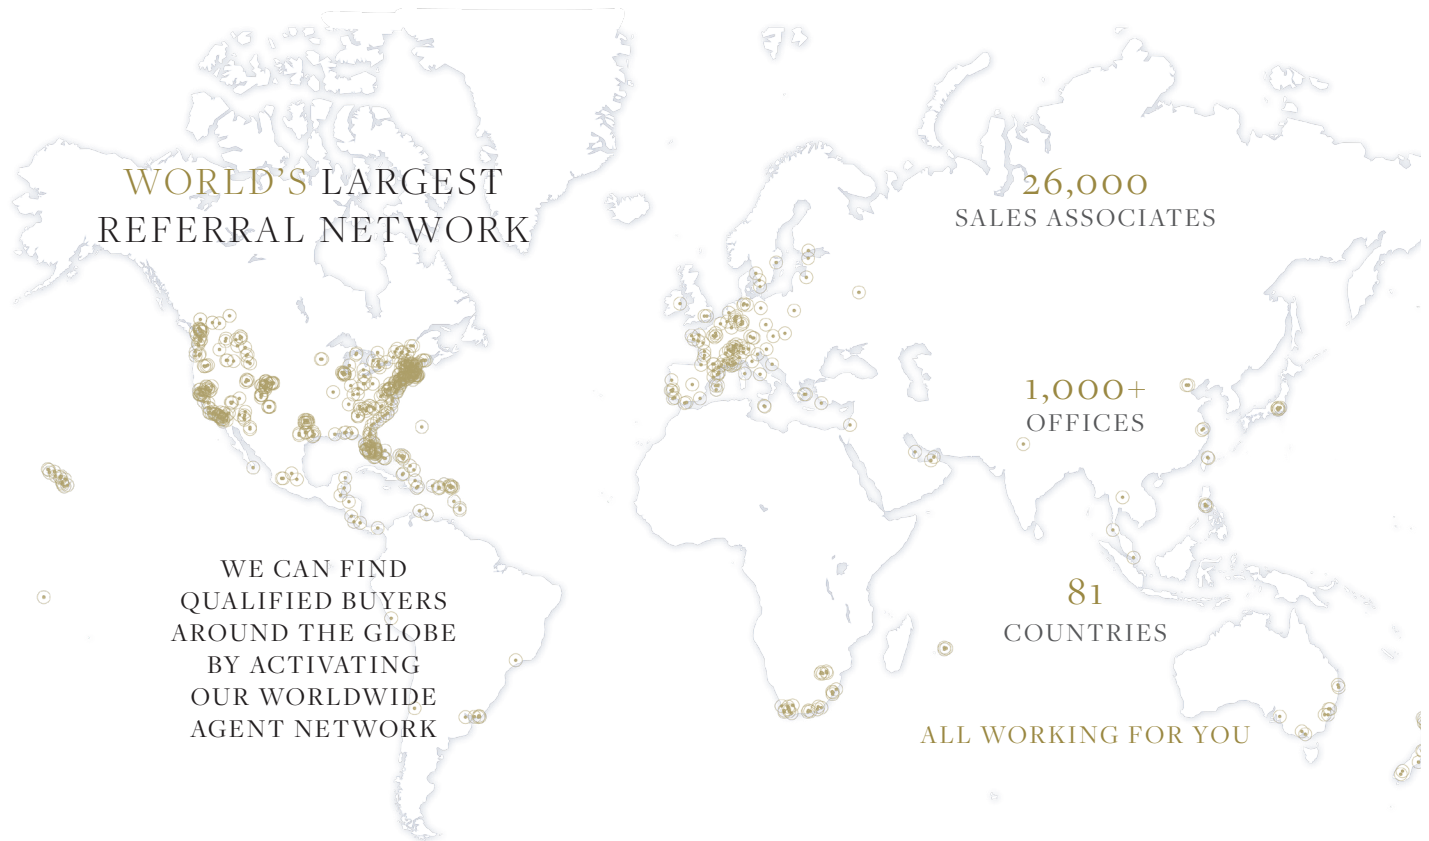 WORLD'S LARGEST
REFERRAL NETWORK
WE CAN FIND
QUALIFIED BUYERS
AROUND THE GLOBE
BY ACTIVATING
OUR WORLDWIDE
AGENT NETWORK
26,000
SALES ASSOCIATES
1,000+
OFFICES
81
COUNTRIES
ALL WORKING FOR YOU